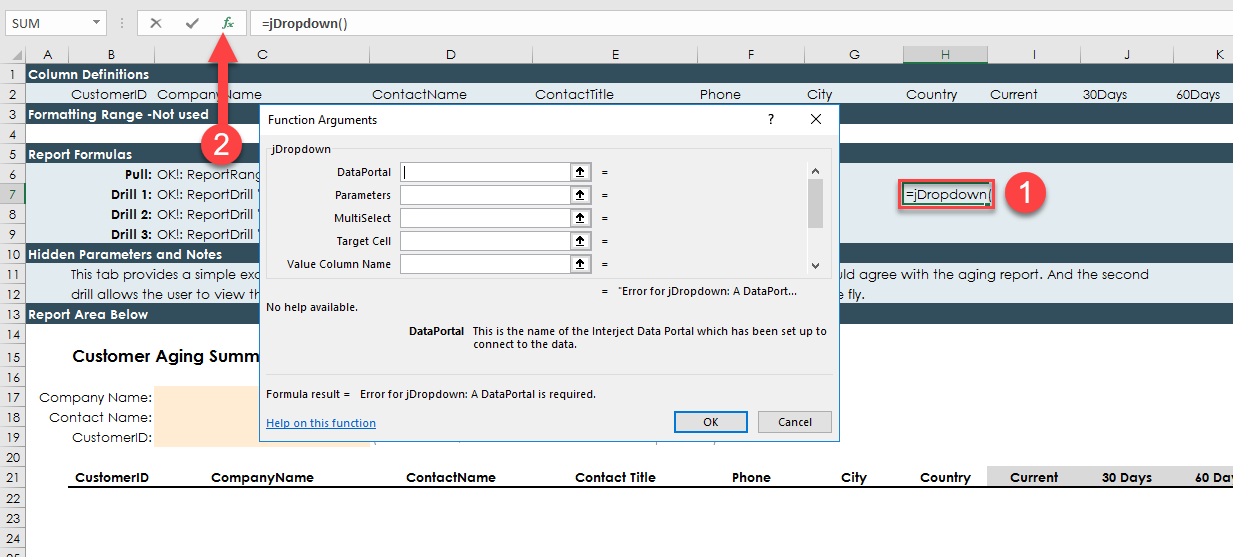 SUM fx =jDropdown()
A B C D E F G H I J K
1 Column Definitions
2 CustomerID Company Name ContactName ContactTitle Phone City Country Current 30Days 60Days
3 Formatting Range -Not used
4
5 Report Formulas
6 Pull: OK!: ReportRang
7 Drill 1: OK!: ReportDrill =jDropdown(
8 Drill 2: OK!: ReportDrill
9 Drill 3: OK!: ReportDrill
10 Hidden Parameters and Notes
11 This tab provides a simple exa uld agree with the aging report. And the second
12 drill allows the user to view th e fly.
13 Report Area Below
14
15 Customer Aging Summ
16
17 Company Name:
18 Contact Name:
19 CustomerID:
20
21 CustomerID CompanyName ContactName Contact Title Phone City Country Current 30 Days 60 Day
22
23
24
1
2
Function Arguments ?
jDropdown
DataPortal =
Parameters =
MultiSelect =
Target Cell =
Value Column Name =
= "Error for jDropdown: A DataPort...
No help available.
DataPortal This is the name of the Interject Data Portal which has been set up to
connect to the data.
Formula result = Error for jDropdown: A DataPortal is required.
Help on this function OK Cancel